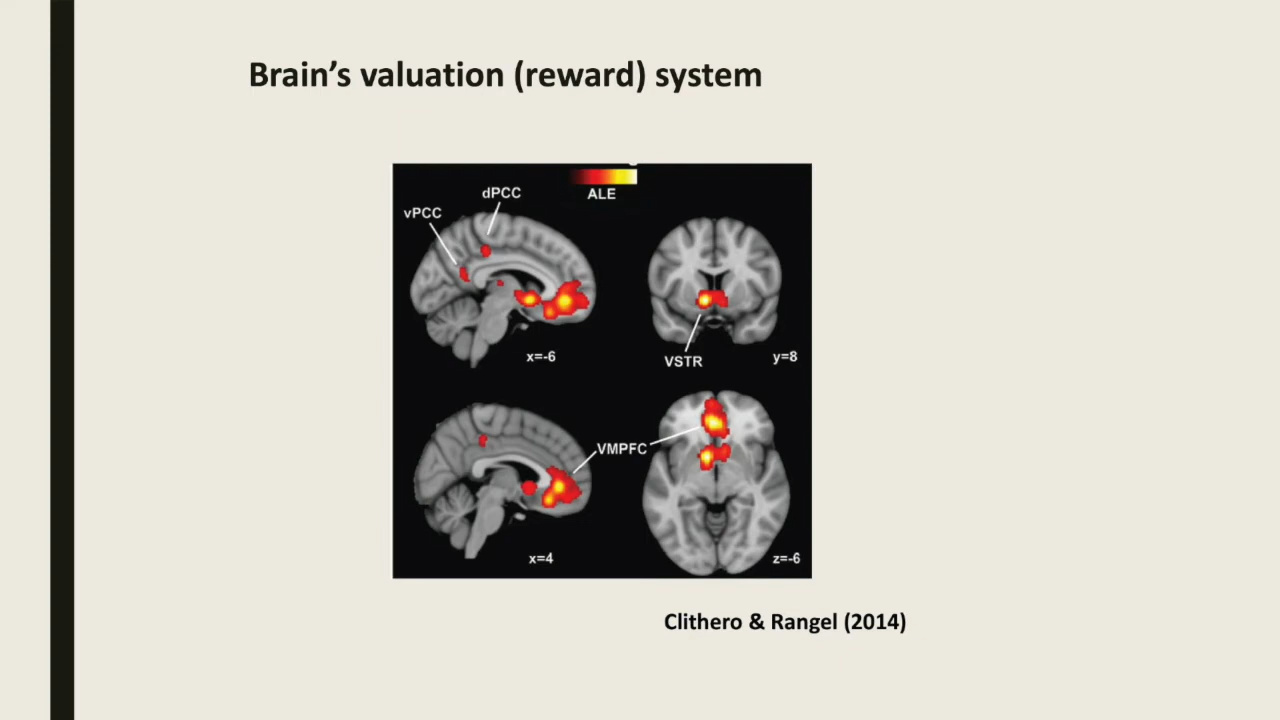 Brain’s valuation (reward) system
ALE
dPCC
vPCC
x=-6
VSTR
y=8
VMPFC
x=4
z=-6
Clithero & Rangel (2014)